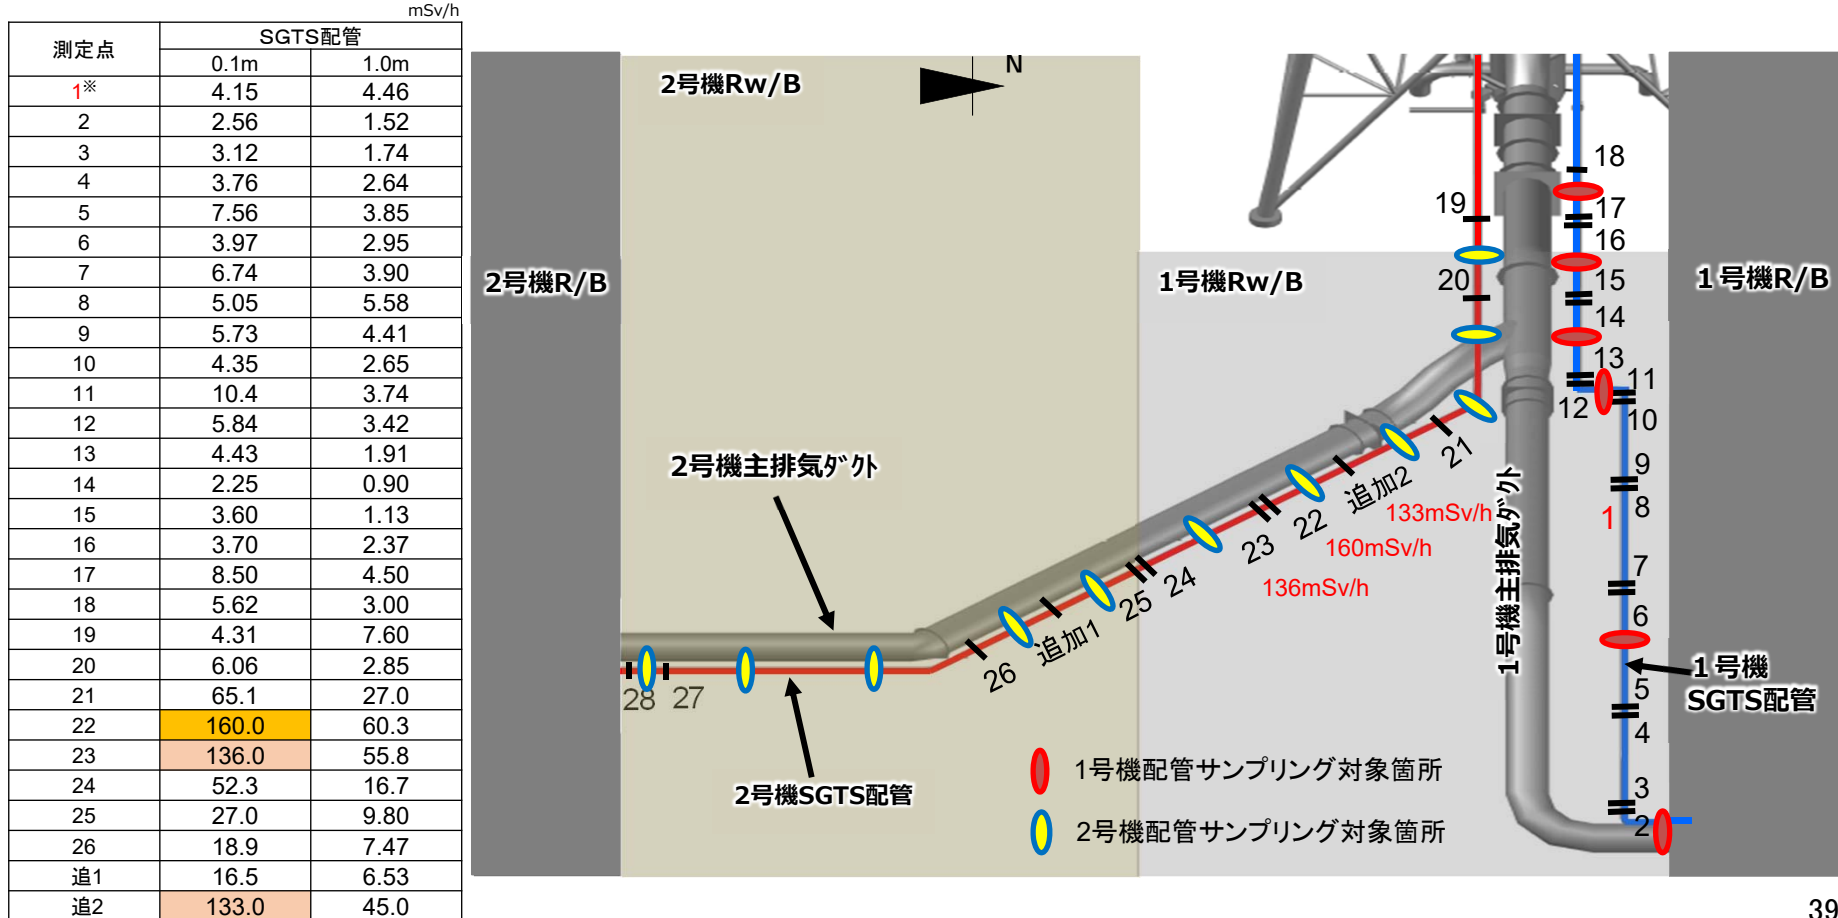 mSv/h
測定点 SGTS配管
0.1m 1.0m
1※ 4.15 4.46
2 2.56 1.52
3 3.12 1.74
4 3.76 2.64
5 7.56 3.85
6 3.97 2.95
7 6.74 3.90
8 5.05 5.58
9 5.73 4.41
10 4.35 2.65
11 10.4 3.74
12 5.84 3.42
13 4.43 1.91
14 2.25 0.90
15 3.60 1.13
16 3.70 2.37
17 8.50 4.50
18 5.62 3.00
19 4.31 7.60
20 6.06 2.85
21 65.1 27.0
22 160.0 60.3
23 136.0 55.8
24 52.3 16.7
25 27.0 9.80
26 18.9 7.47
追1 16.5 6.53
追2 133.0 45.0
2号機R/B
2号機Rw/B
N
1号機Rw/B
1号機R/B
2号機主排気ダクト
2号機SGTS配管
1号機主排気ダクト
1号機
SGTS配管
18
17
16
15
14
13
12
11
10
9
8
1
7
6
5
4
3
2
19
20
21
追加2
22
23
24
25
追加1
26
27
28
133mSv/h
160mSv/h
136mSv/h
1号機配管サンプリング対象箇所
2号機配管サンプリング対象箇所
39